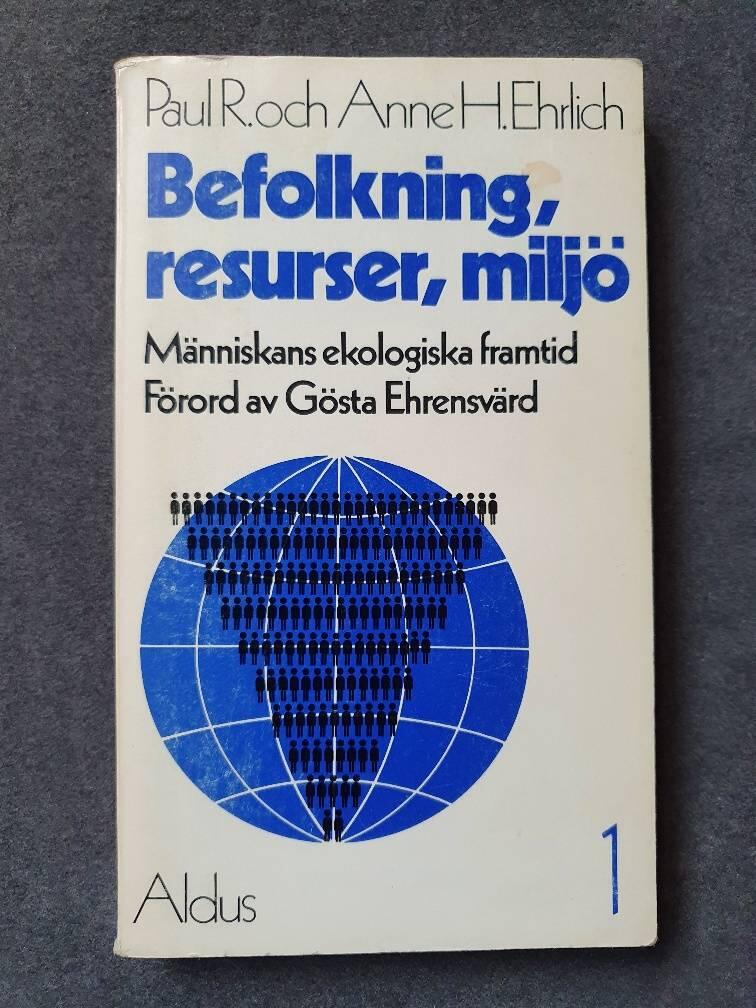 Paul R. och Anne H. Ehrlich
Befolkning,
resurser, miljö
Människans ekologiska framtid
Förord av Gösta Ehrensvärd
Aldus
1